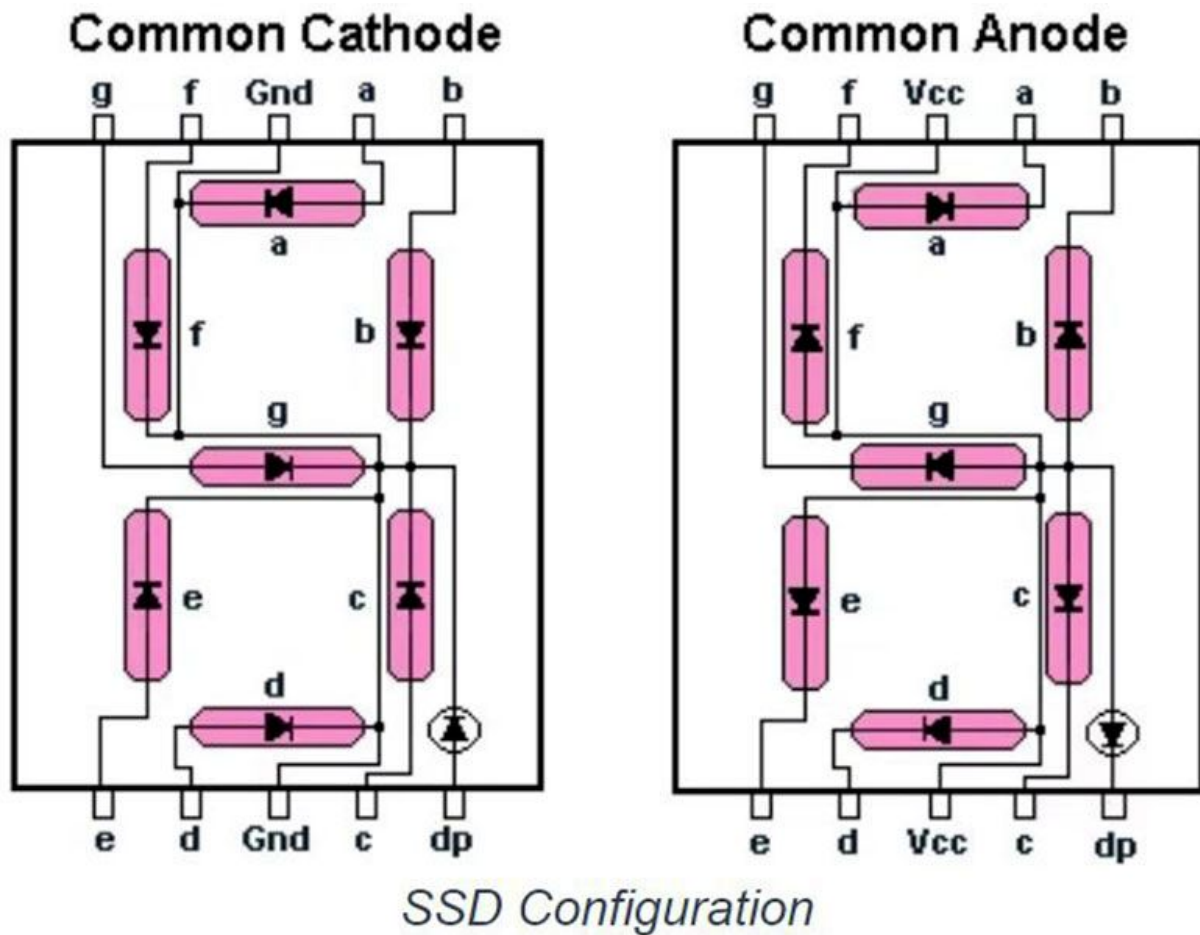 Common Cathode Common Anode
g f Gnd a b g f Vcc a b
a a
f b f b
g g
e c e c
d d
e d Gnd c dp e d Vcc c dp
SSD Configuration